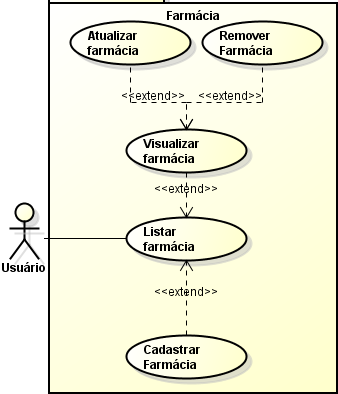 Farmácia
Atualizar
farmácia
Remover
Farmácia
<<extend>>
<<extend>>
Visualizar
farmácia
<<extend>>
Listar
farmácia
Usuário
<<extend>>
Cadastrar
Farmácia